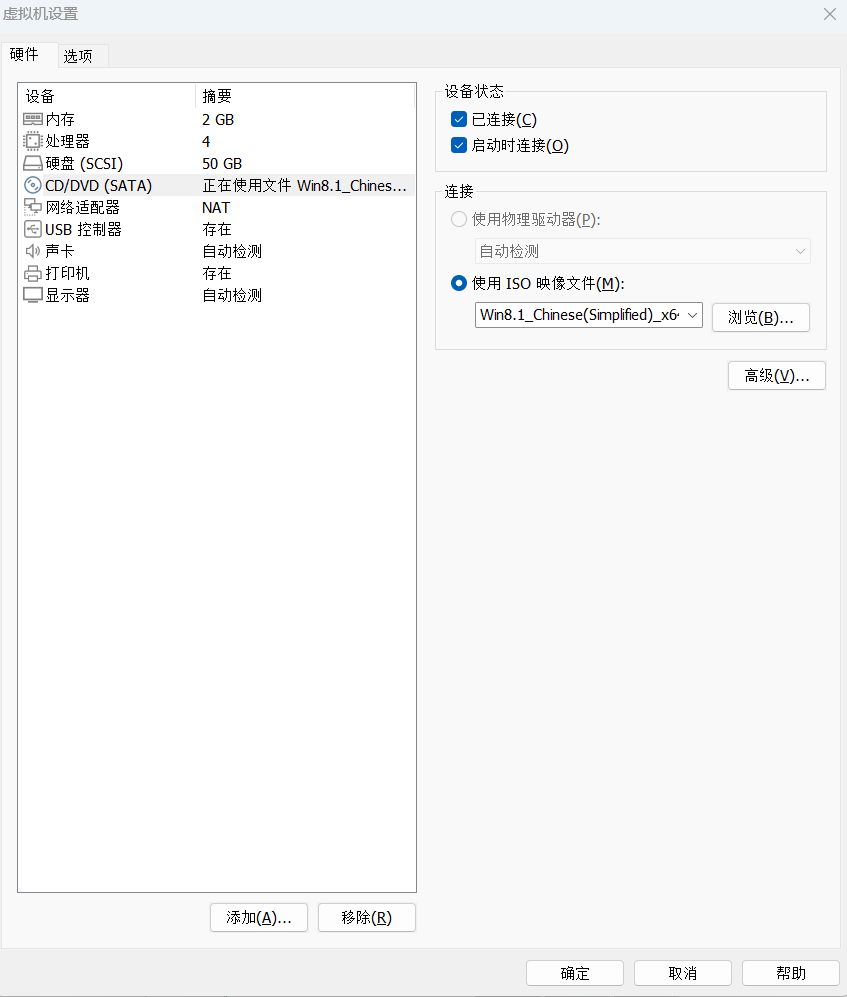 虚拟机设置
硬件 选项
设备 摘要
内存 2 GB
处理器 4
硬盘 (SCSI) 50 GB
CD/DVD (SATA) 正在使用文件 Win8.1_Chines...
网络适配器 NAT
USB 控制器 存在
声卡 自动检测
打印机 存在
显示器 自动检测
添加(A)... 移除(R)
设备状态
已连接(C)
启动时连接(O)
连接
使用物理驱动器(P):
自动检测
使用 ISO 映像文件(M):
Win8.1_Chinese(Simplified)_x64 浏览(B)...
高级(V)...
确定 取消 帮助